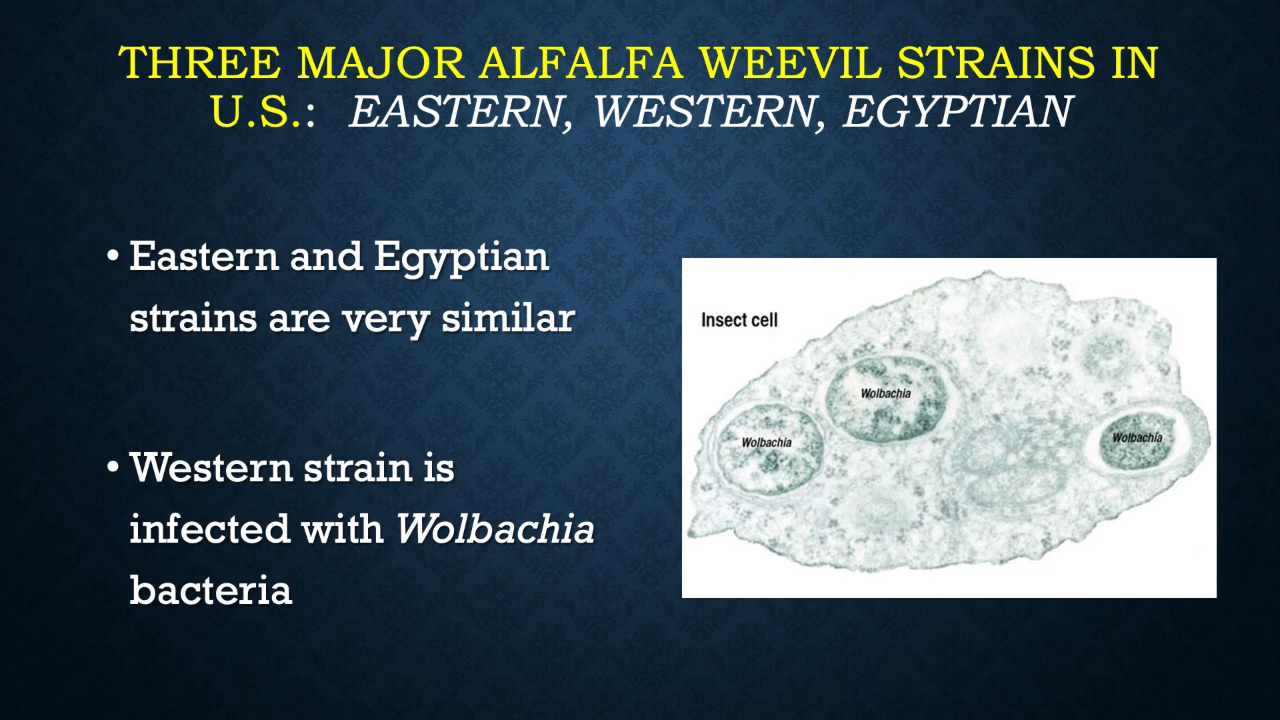 THREE MAJOR ALFALFA WEEVIL STRAINS IN
U.S.: EASTERN, WESTERN, EGYPTIAN
• Eastern and Egyptian
strains are very similar
• Western strain is
infected with Wolbachia
bacteria
Insect cell
Wolbachia
Wolbachia
Wolbachia